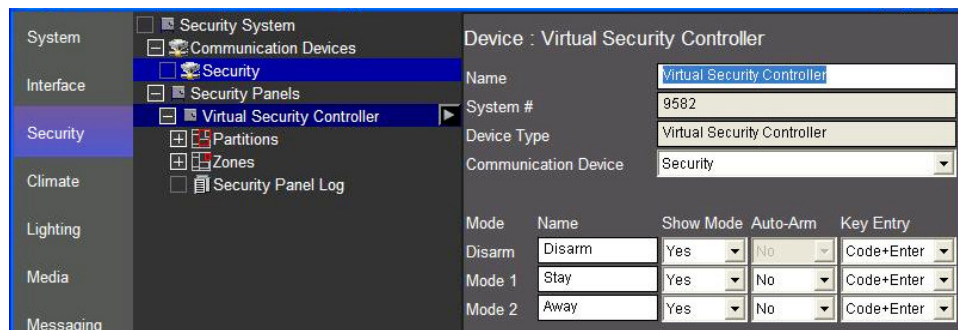 System
Interface
Security
Climate
Lighting
Media
Messaging
Security System
Communication Devices
Security
Security Panels
Virtual Security Controller
Partitions
Zones
Security Panel Log
Device : Virtual Security Controller
Name Virtual Security Controller
System # 9582
Device Type Virtual Security Controller
Communication Device Security
Mode Name Show Mode Auto-Arm Key Entry
Disarm Disarm Yes No Code+Enter
Mode 1 Stay Yes No Code+Enter
Mode 2 Away Yes No Code+Enter